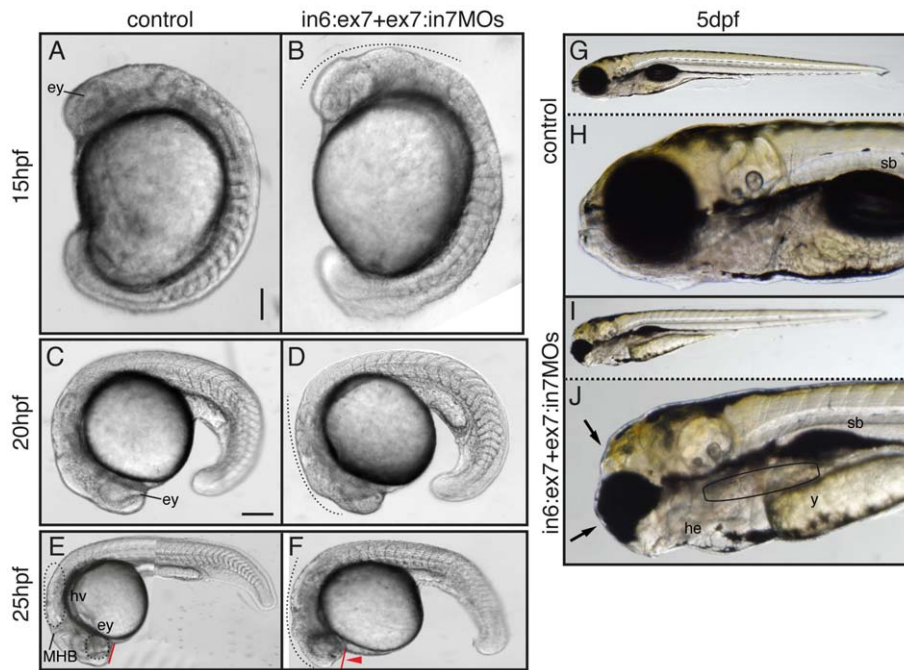 control
in6:ex7+ex7:in7MOs
5dpf
15hpf
A
ey
B
20hpf
C
ey
D
25hpf
E
hv
ey
MHB
F
control
G
H
sb
in6:ex7+ex7:in7MOs
I
J
sb
y
he